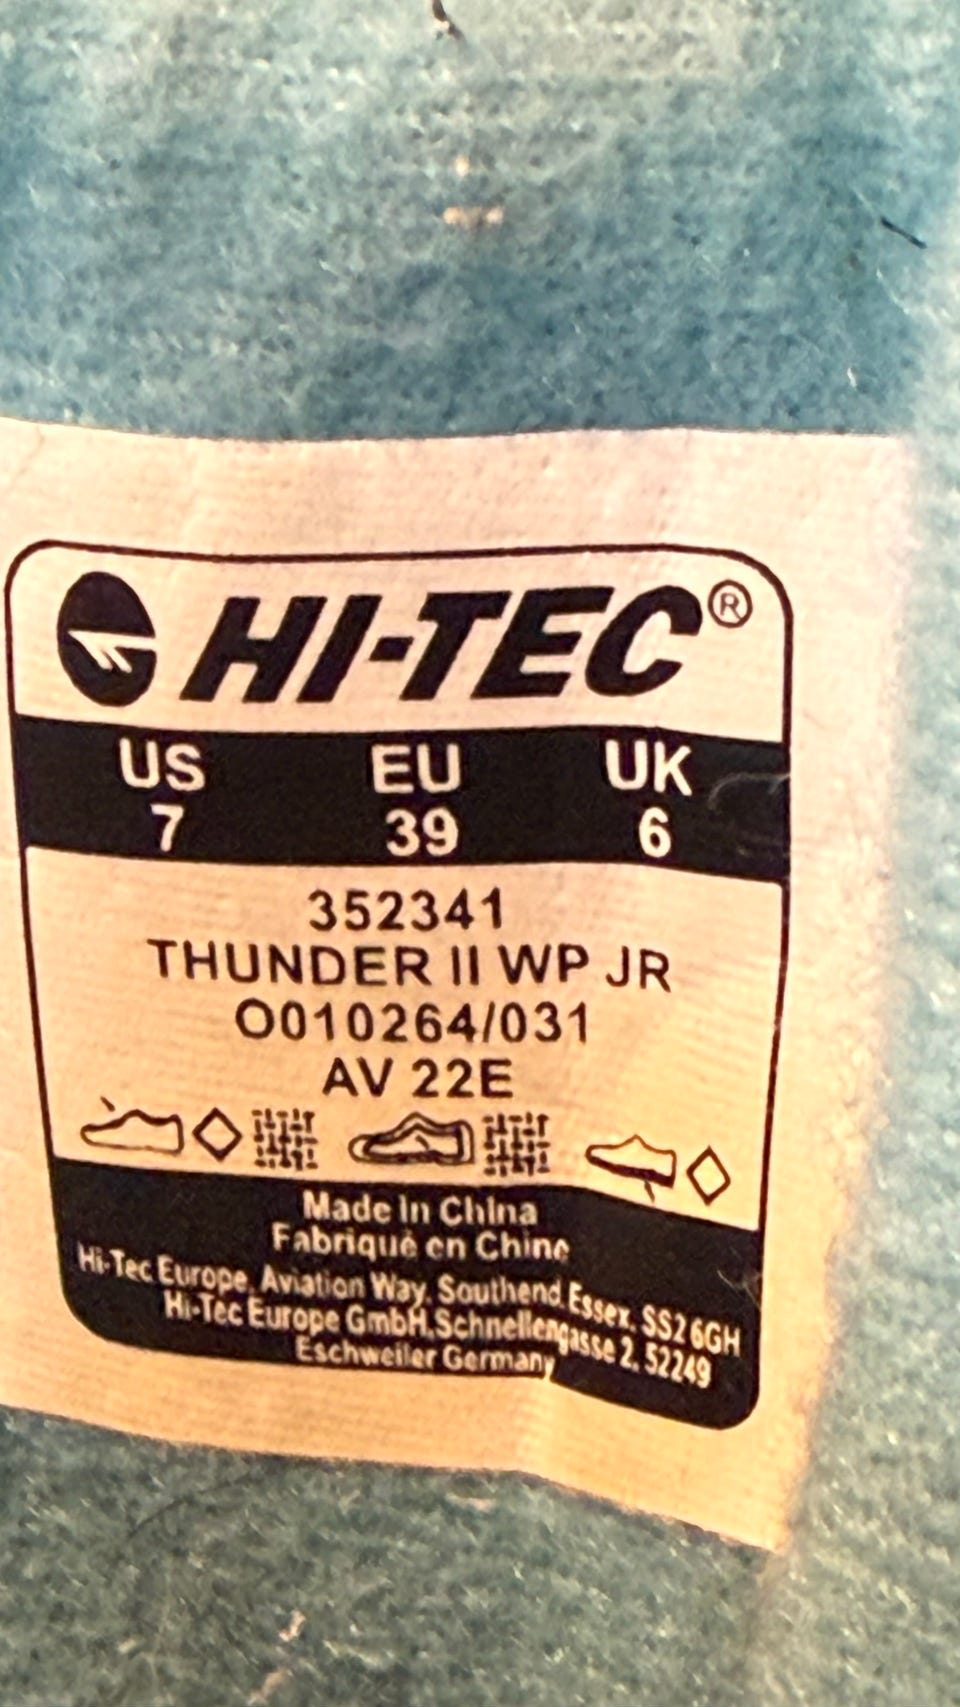 HI-TEC®
US EU UK
7 39 6
352341
THUNDER II WP JR
O010264/031
AV 22E
Made In China
Fabriqué en Chine
Hi-Tec Europe, Aviation Way, Southend, Essex, SS2 6GH
Hi-Tec Europe GmbH, Schnellengasse 2, 52249
Eschweiler Germany